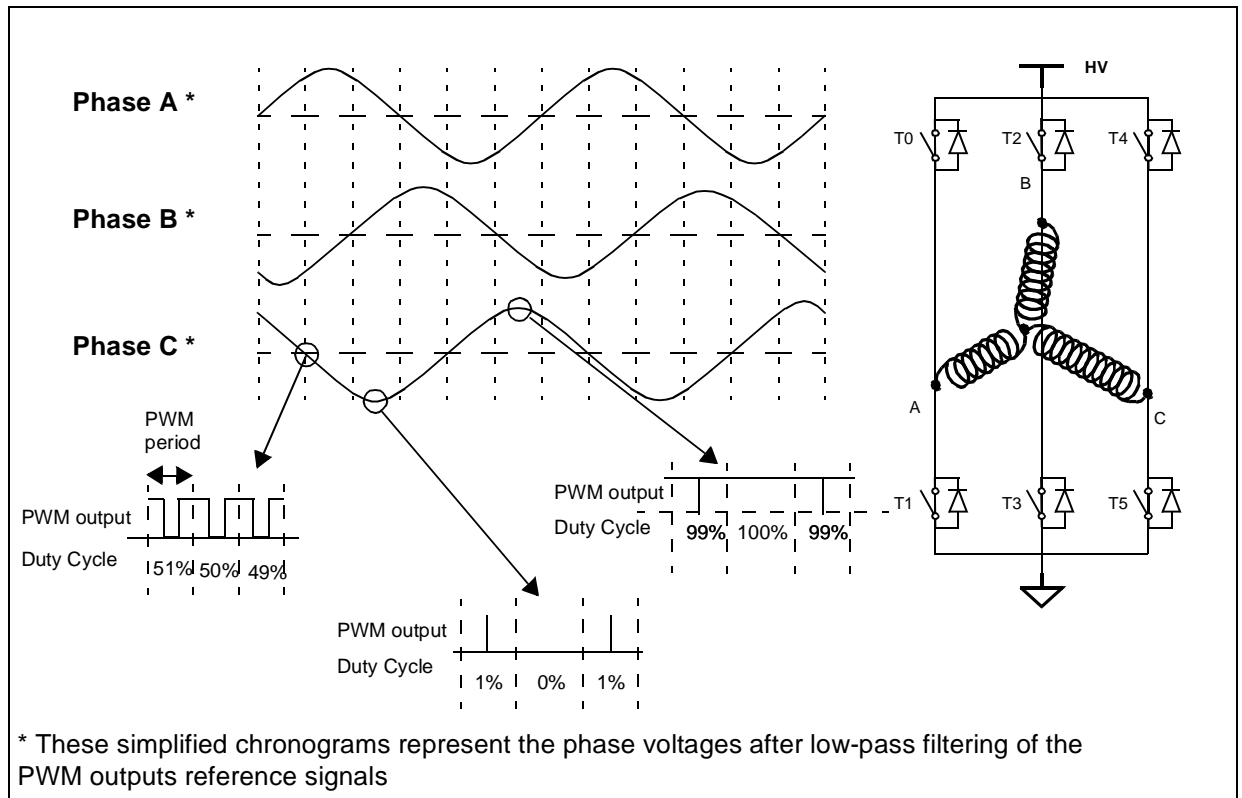 HV
Phase A *
T0
T2
T4
B
Phase B *
Phase C *
A
C
PWM
period
PWM output
Duty Cycle
51% 50% 49%
PWM output
Duty Cycle
99% 100% 99%
T1
T3
T5
PWM output
Duty Cycle
1% 0% 1%
* These simplified chronograms represent the phase voltages after low-pass filtering of the
PWM outputs reference signals